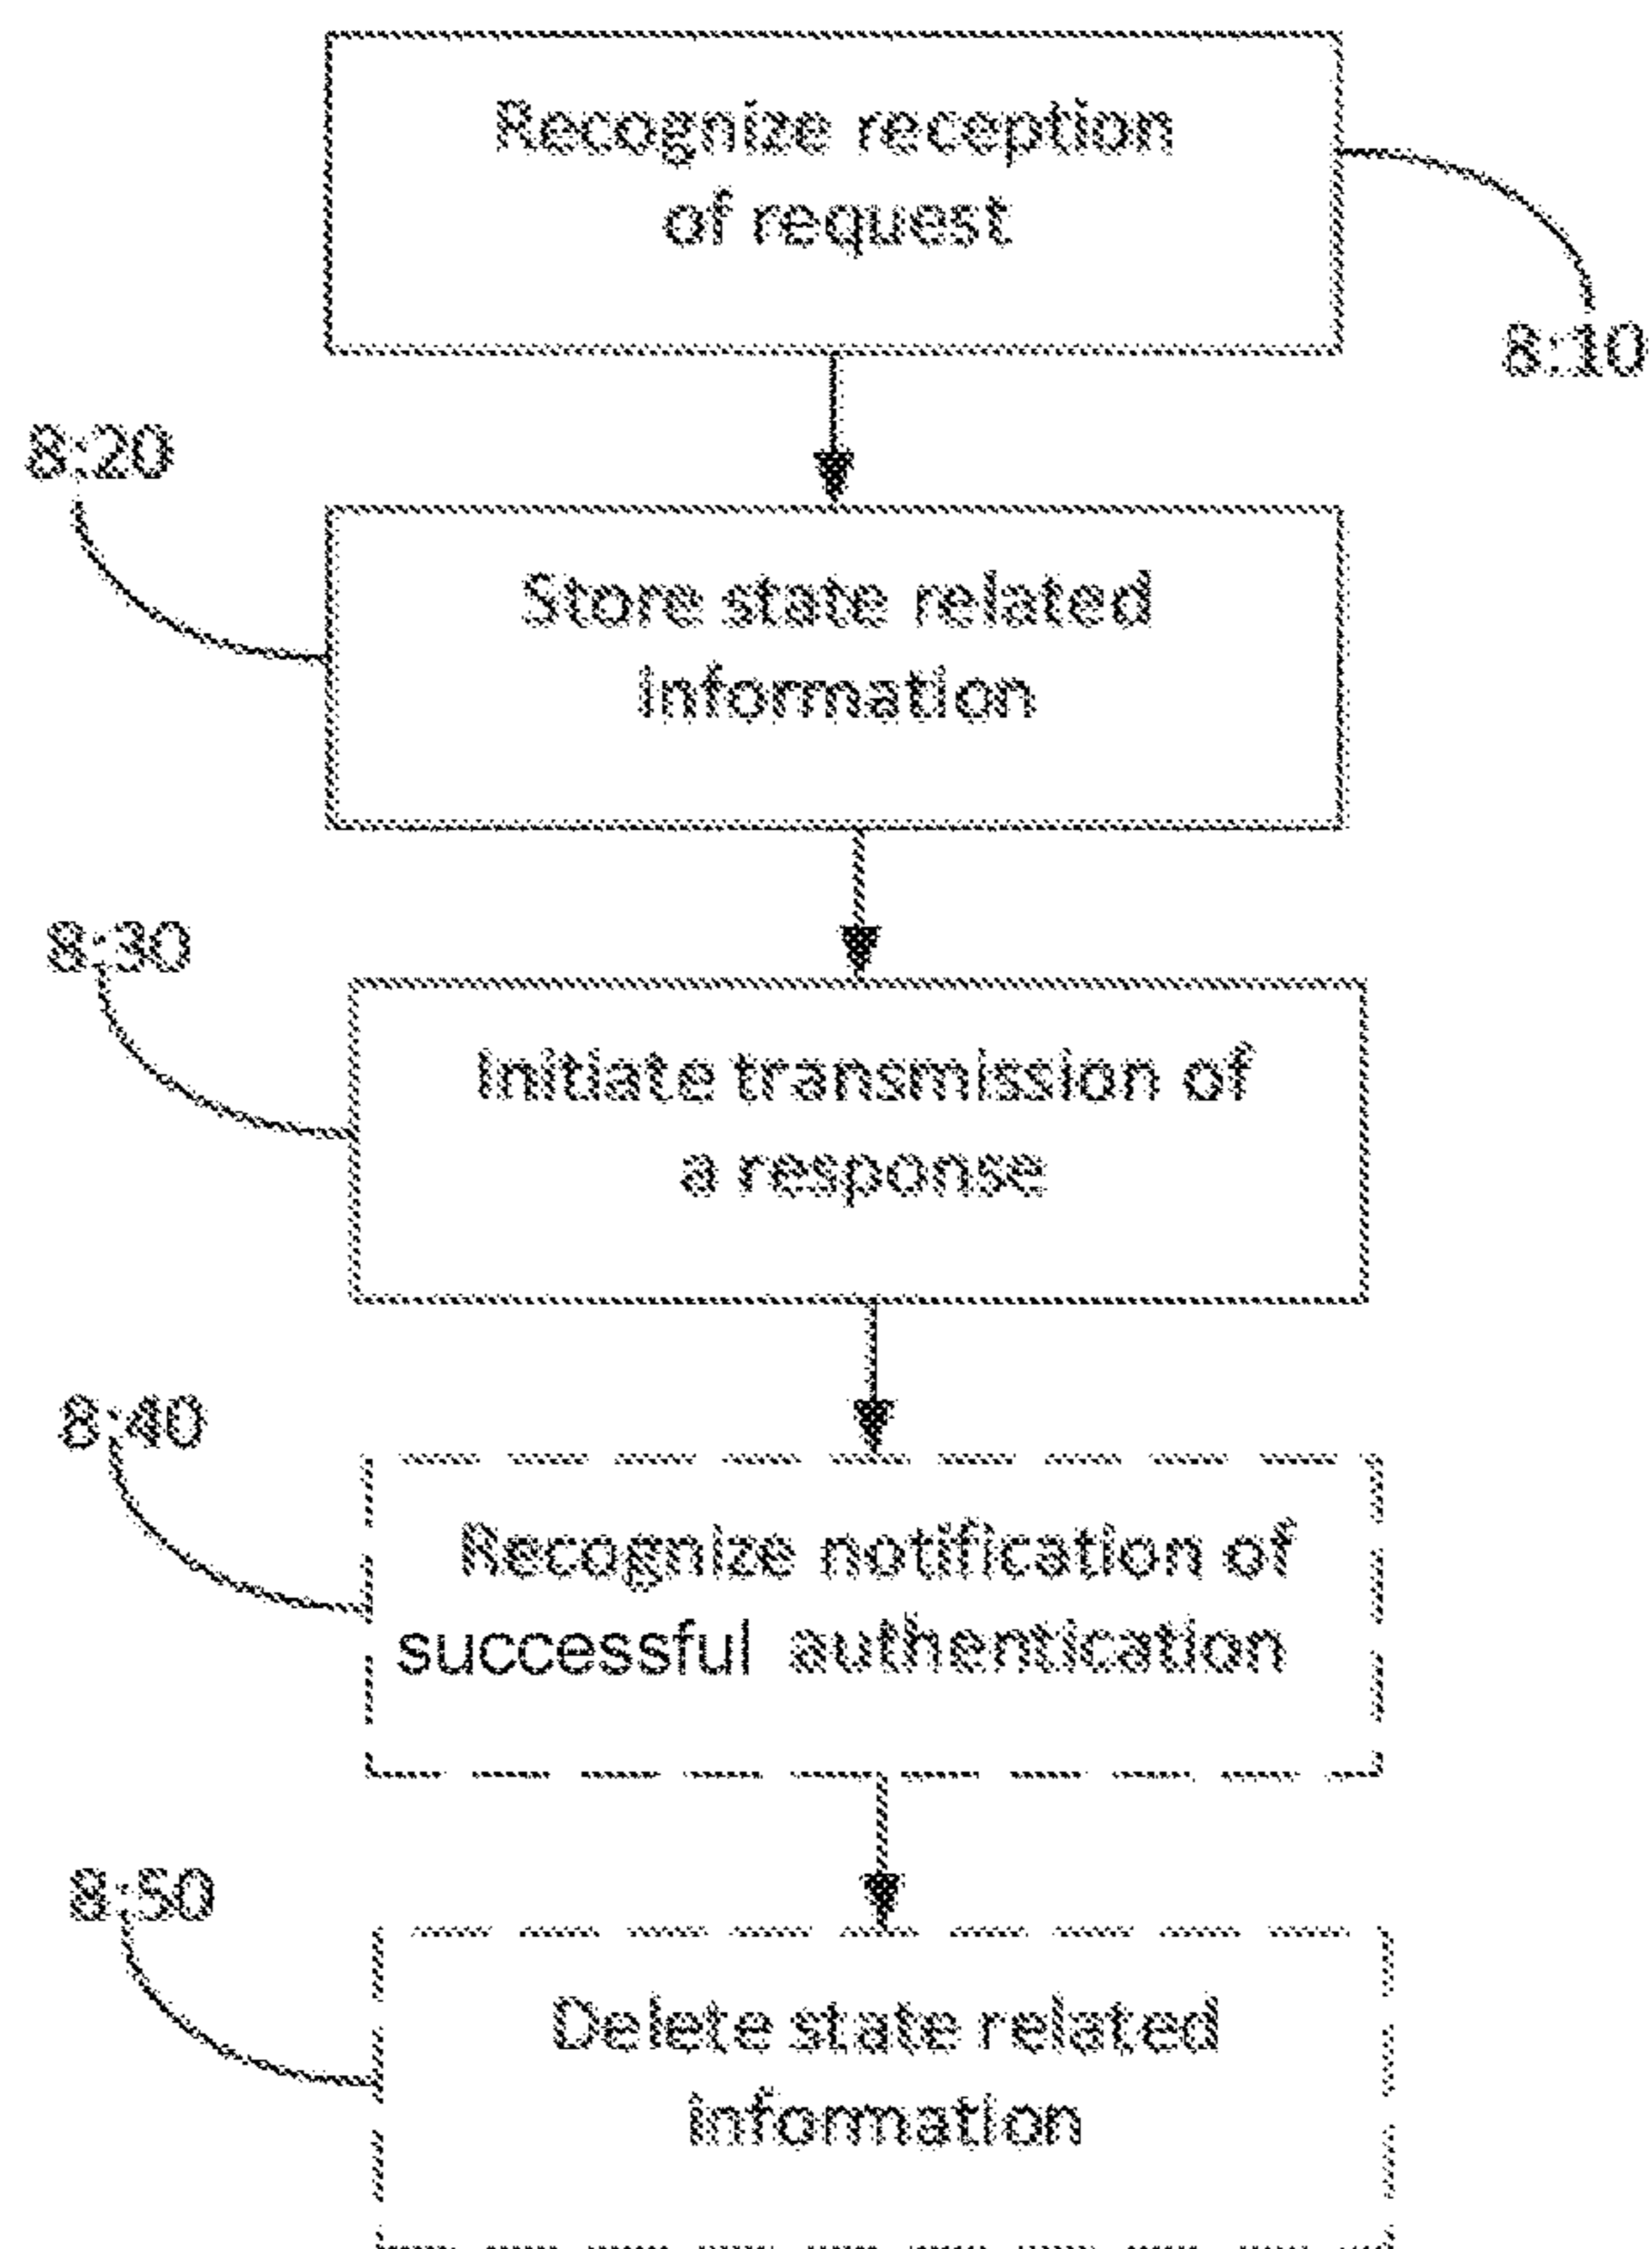 Recognize reception
of request
8:10
8:20
Store state related
information
8:30
Initiate transmission of
a response
8:40
Recognize notification of
successful authentication
8:50
Delete state related
information